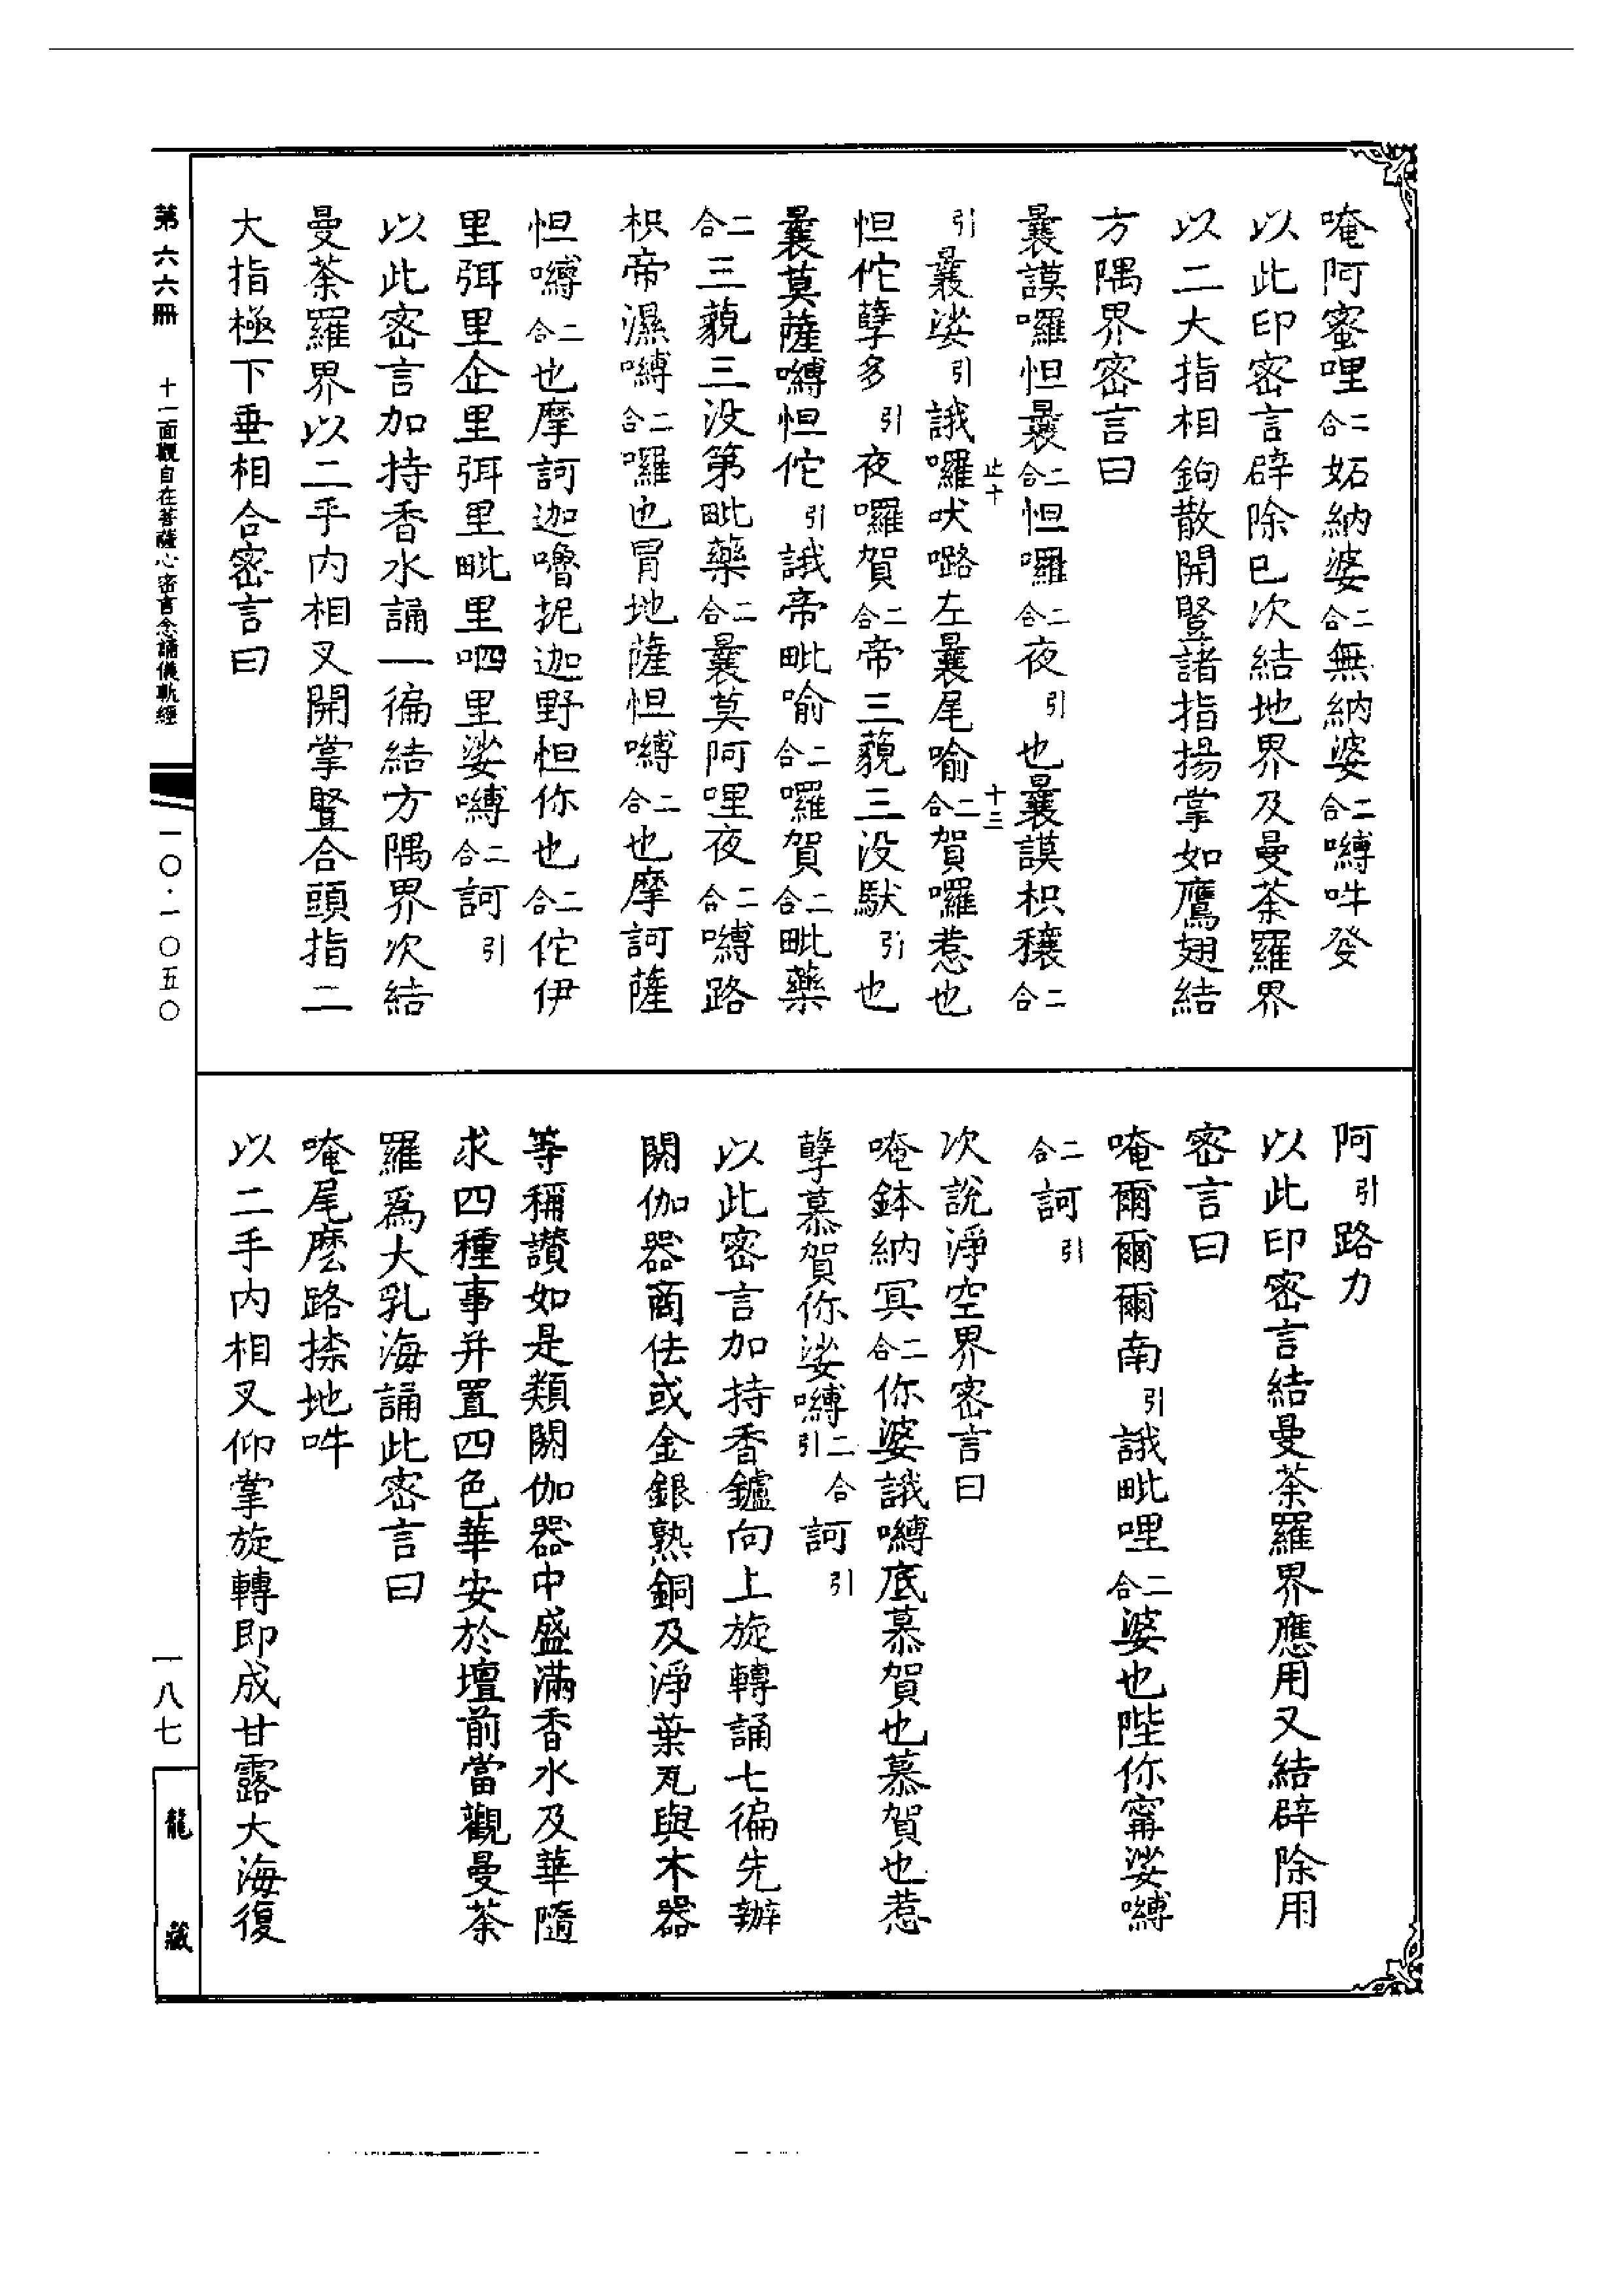 唵阿蜜哩二合妬納婆二合無納婆二合嚩吽癹
以此印密言辟除已次結地界及曼荼羅界
以二大指相鉤散開豎諸指揚掌如鷹翅結
方隅界密言曰
曩謨囉怛曩二合怛囉二合夜引也曩謨枳穰二合
引曩娑引誐囉吠嚕左曩尾喻二合賀囉惹也
止十
十三
怛佗孽多引夜囉賀二合帝三藐三没馱引也
曩莫薩嚩怛佗引誐帝毗喻二合囉賀二合毗藥
二合三藐三没第毗藥二合曩莫阿哩夜二合嚩路
枳帝濕嚩二合囉也冒地薩怛嚩二合也摩訶薩
怛嚩二合也摩訶迦嚕抳迦野怛你也二合佗伊
里弭里企里弭里毗里呬里娑嚩二合訶引
以此密言加持香水誦一徧結方隅界次結
曼荼羅界以二手内相叉開掌豎合頭指二
大指極下垂相合密言曰
阿引路力
以此印密言結曼荼羅界應用又結辟除用
密言曰
唵爾爾爾南引誐毗哩二合婆也陛你甯娑嚩
二合訶引
次說淨空界密言曰
唵鉢納冥二合你婆誐嚩底慕賀也慕賀也惹
孽慕賀你娑嚩二合引訶引
以此密言加持香鑪向上旋轉誦七徧先辦
閼伽器商佉或金銀熟銅及淨葉瓦與木器
等稱讚如是類閼伽器中盛滿香水及華隨
求四種事并置四色華安於壇前當觀曼荼
羅爲大乳海誦此密言曰
唵尾麽路捺地吽
以二手内相叉仰掌旋轉即成甘露大海復
第六六冊 十一面觀自在菩薩心密言念誦儀軌經
一〇·一〇五〇
一八七
龍藏